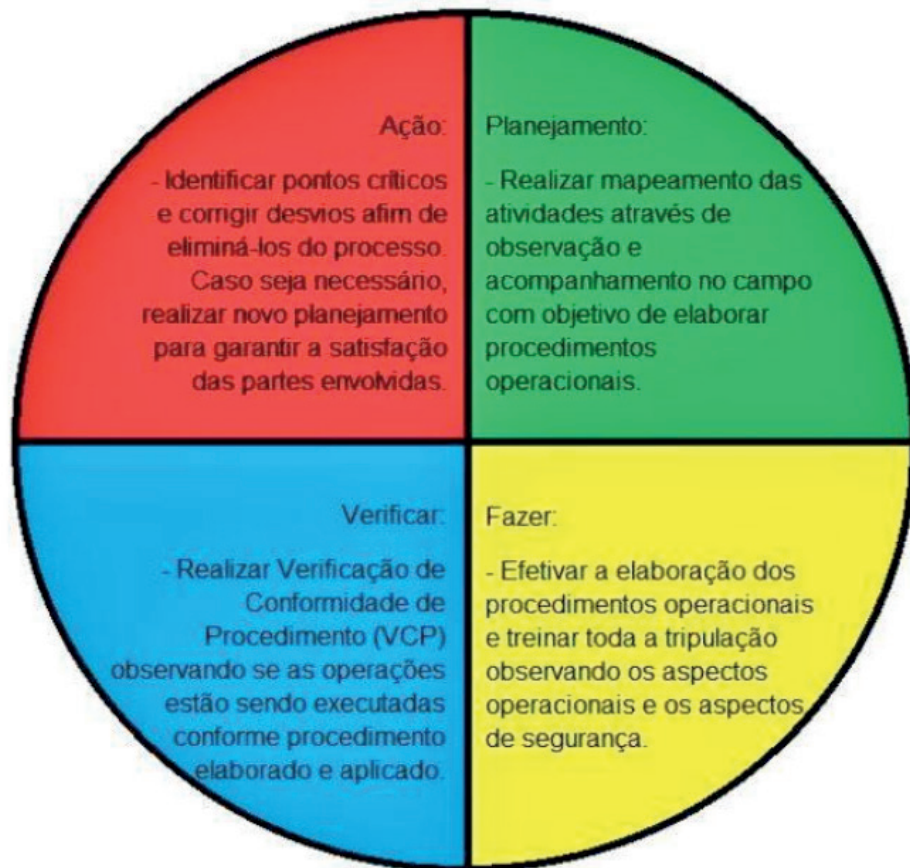 Ação:
- Identificar pontos críticos
e corrigir desvios afim de
eliminá-los do processo.
Caso seja necessário,
realizar novo planejamento
para garantir a satisfação
das partes envolvidas.
Planejamento:
- Realizar mapeamento das
atividades através de
observação e
acompanhamento no campo
com objetivo de elaborar
procedimentos
operacionais.
Verificar:
- Realizar Verificação de
Conformidade de
Procedimento (VCP)
observando se as operações
estão sendo executadas
conforme procedimento
elaborado e aplicado.
Fazer:
- Efetivar a elaboração dos
procedimentos operacionais
e treinar toda a tripulação
observando os aspectos
operacionais e os aspectos
de segurança.